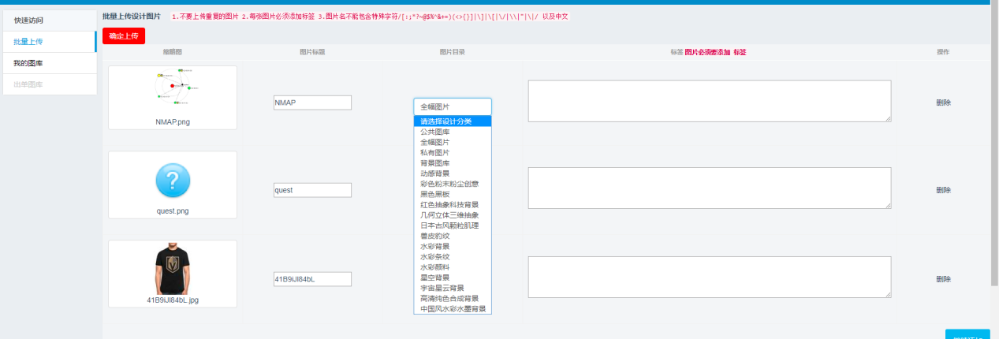 快速访问
批量上传
我的图库
出单图库
批量上传设计图片 1.不要上传重复的图片 2.每张图片必须添加标签 3.图片名不能包含特殊字符/[:;*?~@$%^&+=)(<>{}]|\]|\[|\/|\\|"|\|/ 以及中文
确定上传
缩略图 图片标题 图片目录 标签 图片必须要添加 标签 操作
NMAP.png
NMAP
全幅图片
删除
请选择设计分类
公共图库
全幅图片
私有图片
背景图库
动感背景
彩色粉末粉尘创意
黑色黑板
红色抽象科技背景
几何立体三维抽象
日本古风颗粒肌理
兽皮豹纹
水彩背景
水彩条纹
水彩颜料
星空背景
宇宙星云背景
高清纯色合成背景
中国风水彩水墨背景
quest.png
quest
删除
41B9iJl84bL.jpg
41B9iJl84bL
删除